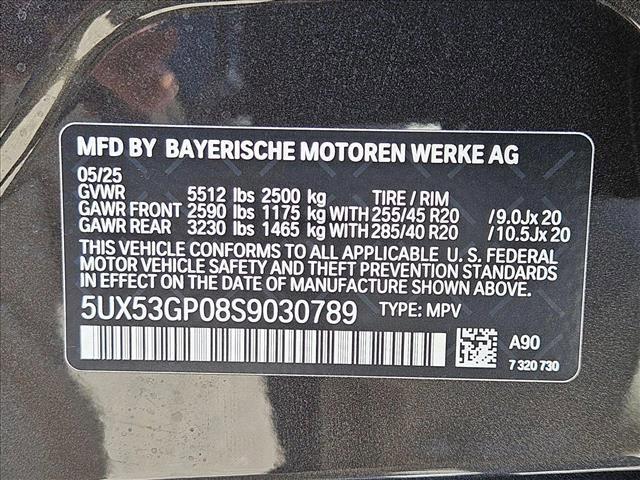 MFD BY BAYERISCHE MOTOREN WERKE AG
05/25
GVWR 5512 lbs 2500 kg TIRE / RIM
GAWR FRONT 2590 lbs 1175 kg WITH 255/45 R20 /9.0Jx 20
GAWR REAR 3230 lbs 1465 kg WITH 285/40 R20 /10.5Jx 20
THIS VEHICLE CONFORMS TO ALL APPLICABLE U. S. FEDERAL
MOTOR VEHICLE SAFETY AND THEFT PREVENTION STANDARDS
IN EFFECT ON THE DATE OF MANUFACTURE SHOWN ABOVE.
5UX53GP08S9030789 TYPE: MPV
A90
7 320 730